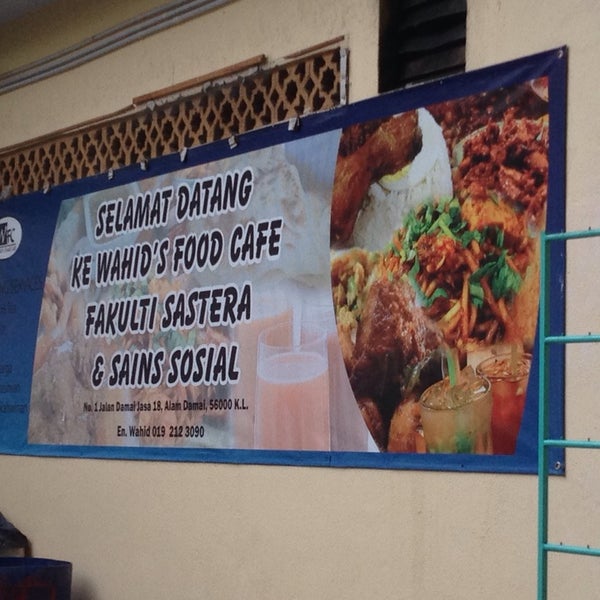 SELAMAT DATANG
KE WAHID'S FOOD CAFE
FAKULTI SASTERA
& SAINS SOSIAL
No. 1 Jalan Damai Jasa 18, Alam Damai, 56000 K.L.
En. Wahid 019 212 3090